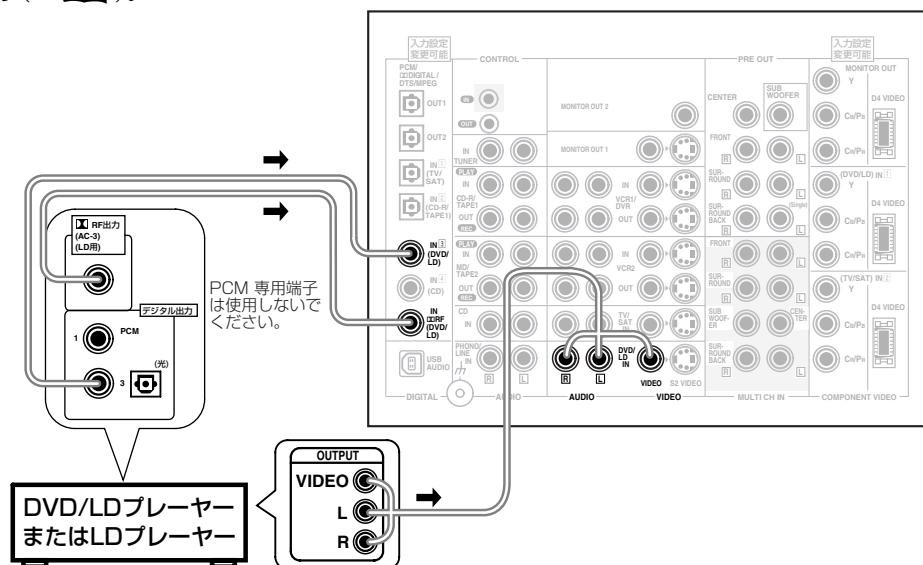 入力設定
変更可能
PCM/
DIGITAL/
DTS/MPEG
OUT1
OUT2
IN 1
(TV/
SAT)
IN 2
(CD-R/
TAPE1)
IN 3
(DVD/
LD)
IN 4
(CD)
IN
RF
(DVD/
LD)
USB
AUDIO
DIGITAL
CONTROL
IN
OUT
IN
TUNER
PLAY
IN
CD-R/
TAPE1
OUT
REC
PLAY
IN
MD/
TAPE2
OUT
REC
CD
IN
PHONO/
LINE
IN
R
L
AUDIO
MONITOR OUT 2
MONITOR OUT 1
IN
VCR1/
DVR
OUT
IN
VCR2
OUT
TV/
SAT
IN
DVD/
LD
IN
R
L
VIDEO
S2 VIDEO
AUDIO
VIDEO
PRE OUT
CENTER
SUB
WOOFER
FRONT
R
L
SUR-
ROUND
R
L
SUR-
ROUND
BACK
R
(Single)
L
FRONT
R
L
SUR-
ROUND
R
L
SUB
WOOF-
ER
CEN-
TER
SUR-
ROUND
BACK
R
L
MULTI CH IN
入力設定
変更可能
MONITOR OUT
Y
D4 VIDEO
CB/PB
CR/PR
(DVD/LD) IN 1
Y
D4 VIDEO
CB/PB
CR/PR
(TV/SAT) IN 2
Y
D4 VIDEO
CB/PB
CR/PR
COMPONENT VIDEO
RF出力
(AC-3)
(LD用)
デジタル出力
1
PCM
(光)
3
PCM 専用端子
は使用しないで
ください。
OUTPUT
VIDEO
L
R
DVD/LDプレーヤー
またはLDプレーヤー